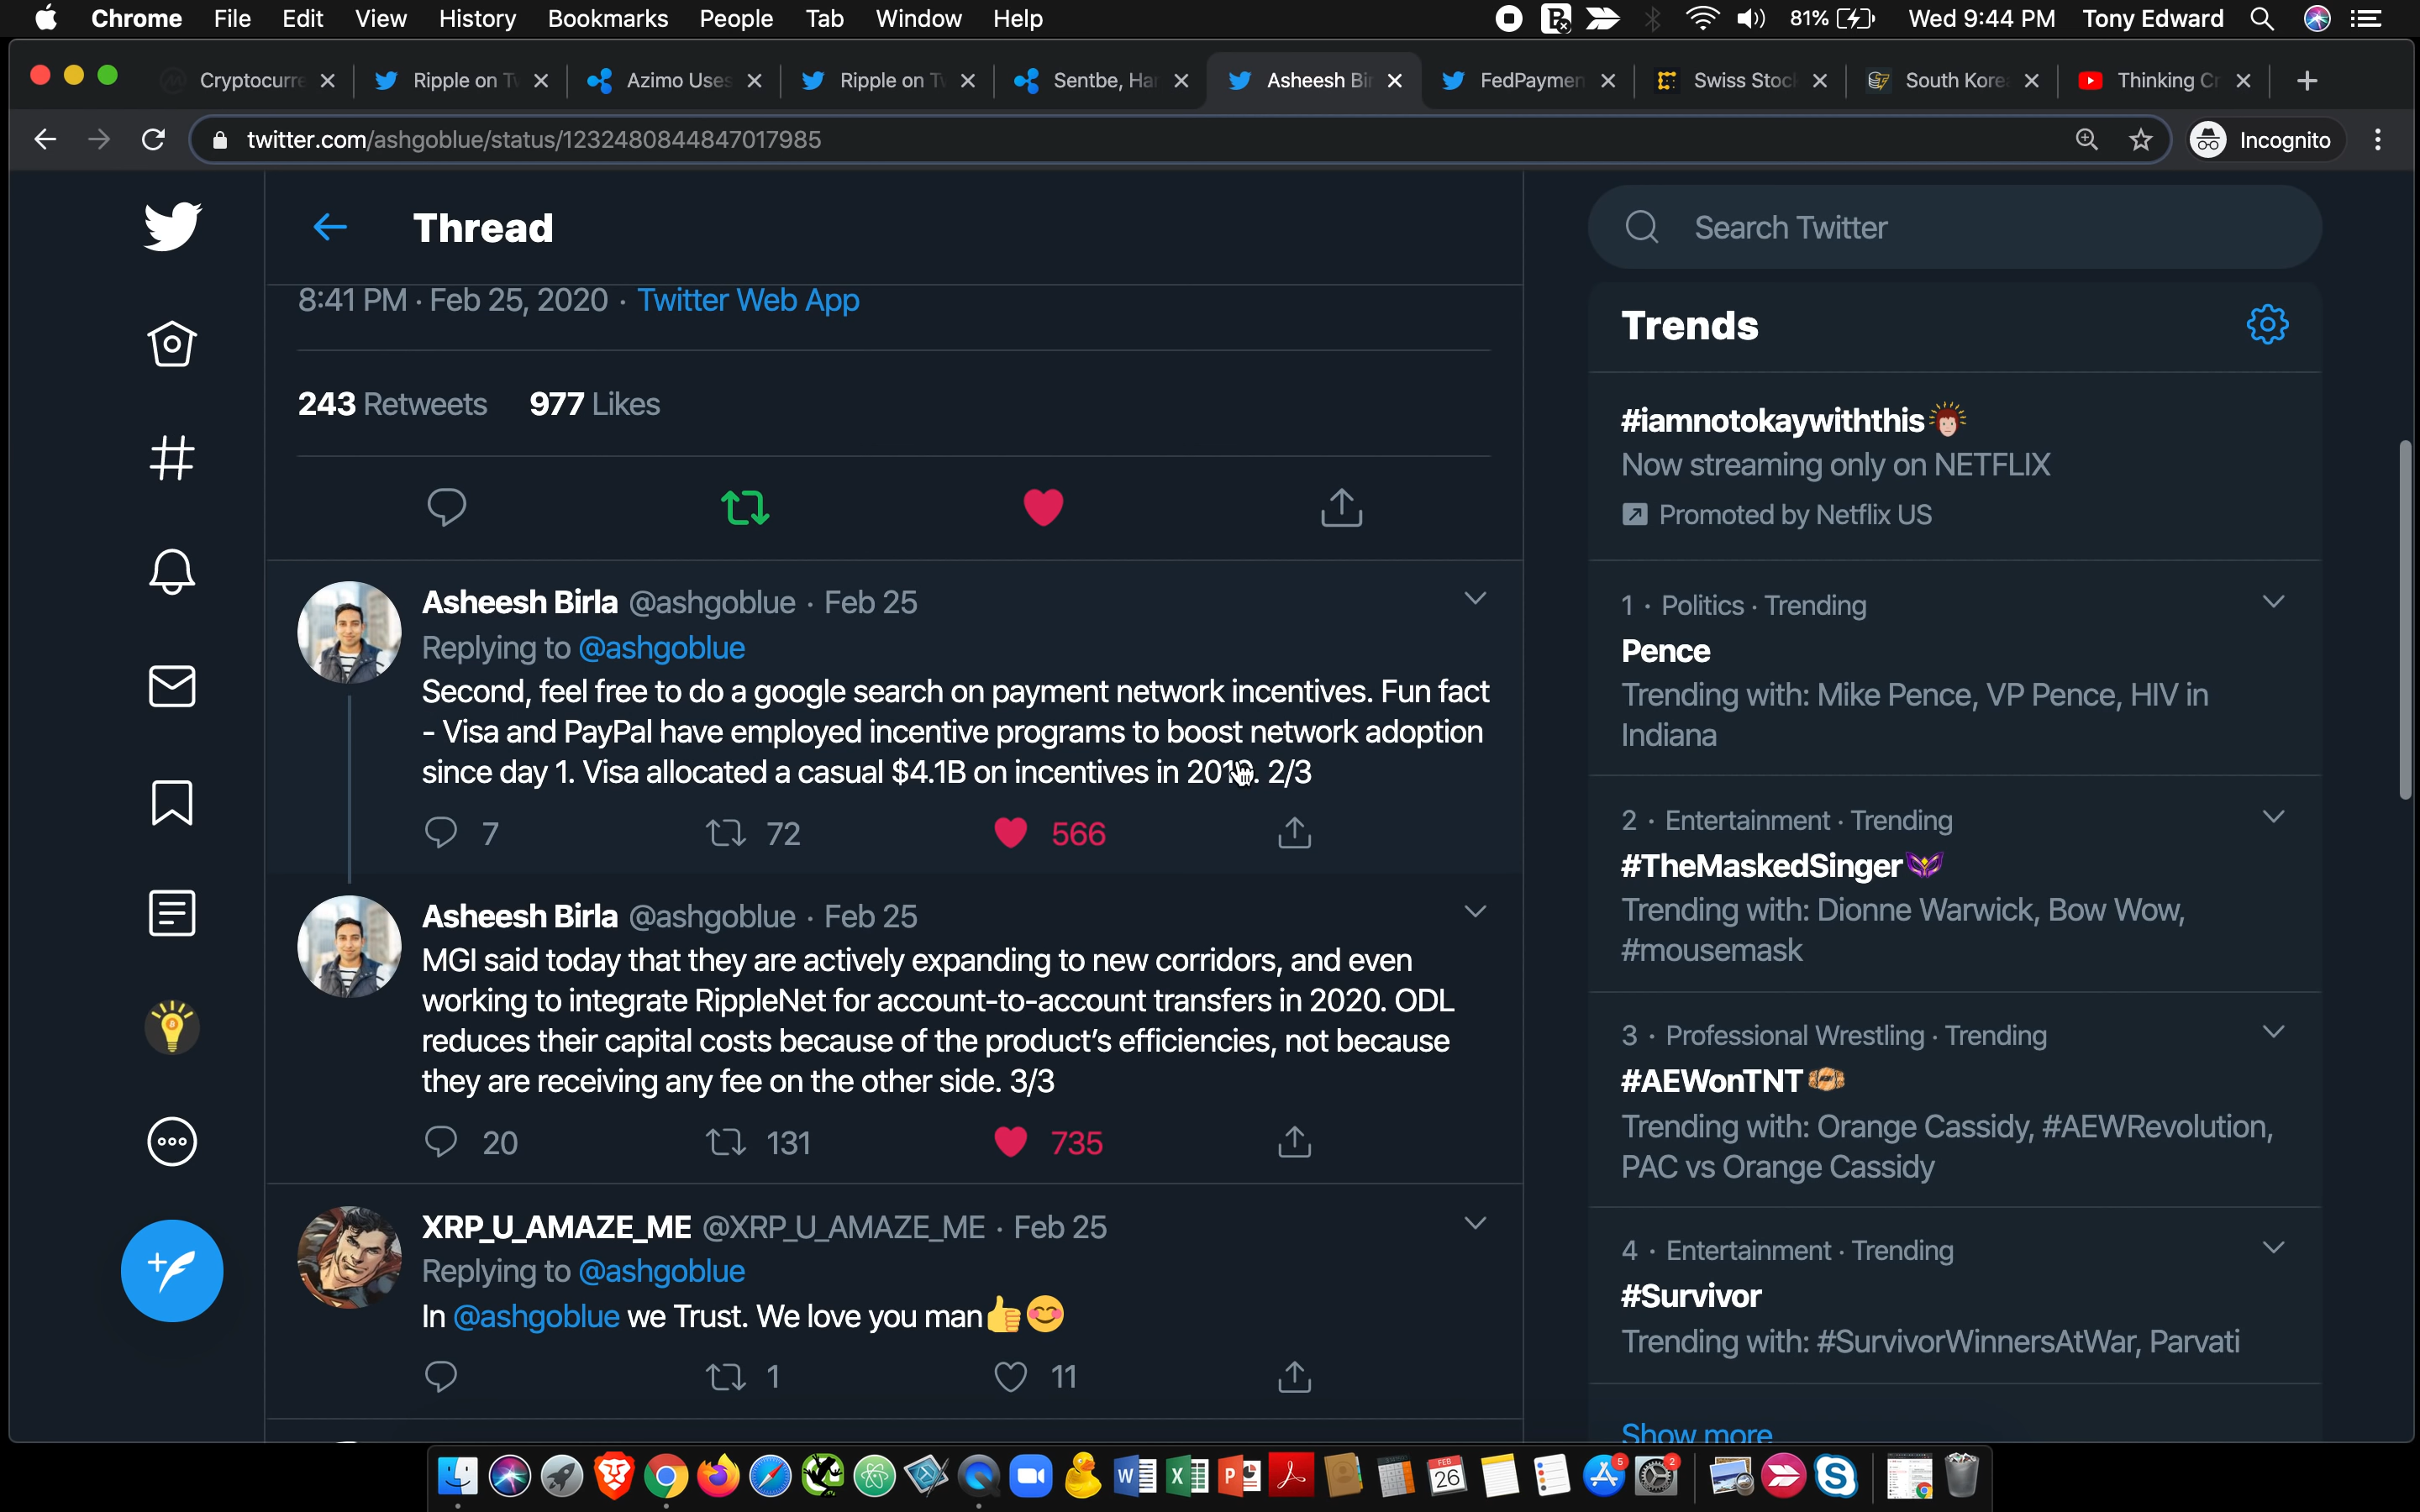 Chrome File Edit View History Bookmarks People Tab Window Help
81% Wed 9:44 PM Tony Edward
Cryptocurre Ripple on Tw Azimo Uses Ripple on Tw Sentbe, Han Asheesh Bir FedPaymen Swiss Stoc South Kore Thinking Cr
twitter.com/ashgoblue/status/1232480844847017985
Incognito
Thread
8:41 PM · Feb 25, 2020 · Twitter Web App
243 Retweets 977 Likes
Asheesh Birla @ashgoblue · Feb 25
Replying to @ashgoblue
Second, feel free to do a google search on payment network incentives. Fun fact
- Visa and PayPal have employed incentive programs to boost network adoption
since day 1. Visa allocated a casual $4.1B on incentives in 2/3
7 72 566
Asheesh Birla @ashgoblue · Feb 25
MGI said today that they are actively expanding to new corridors, and even
working to integrate RippleNet for account-to-account transfers in 2020. ODL
reduces their capital costs because of the product's efficiencies, not because
they are receiving any fee on the other side. 3/3
20 131 735
XRP_U_AMAZE_ME @XRP_U_AMAZE_ME · Feb 25
Replying to @ashgoblue
In @ashgoblue we Trust. We love you man👍😊
1 11
Search Twitter
Trends
#iamnotokaywiththis
Now streaming only on NETFLIX
Promoted by Netflix US
1 · Politics · Trending
Pence
Trending with: Mike Pence, VP Pence, HIV in
Indiana
2 · Entertainment · Trending
#TheMaskedSinger
Trending with: Dionne Warwick, Bow Wow,
#mousemask
3 · Professional Wrestling · Trending
#AEWonTNT
Trending with: Orange Cassidy, #AEWRevolution,
PAC vs Orange Cassidy
4 · Entertainment · Trending
#Survivor
Trending with: #SurvivorWinnersAtWar, Parvati
Show more
FEB
26
5
2